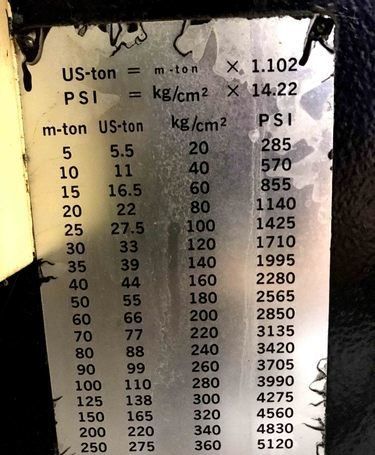 US-ton = m-ton × 1.102
PSI = kg/cm² × 14.22
m-ton US-ton kg/cm² PSI
5 5.5 20 285
10 11 40 570
15 16.5 60 855
20 22 80 1140
25 27.5 100 1425
30 33 120 1710
35 39 140 1995
40 44 160 2280
50 55 180 2565
60 66 200 2850
70 77 220 3135
80 88 240 3420
90 99 260 3705
100 110 280 3990
125 138 300 4275
150 165 320 4560
200 220 340 4830
250 275 360 5120